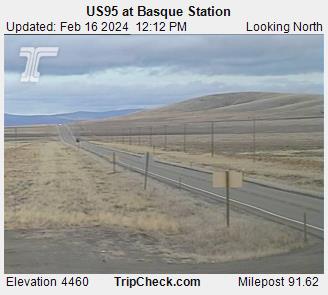 US95 at Basque Station
Updated: Feb 16 2024 12:12 PM Looking North
Elevation 4460 TripCheck.com Milepost 91.62